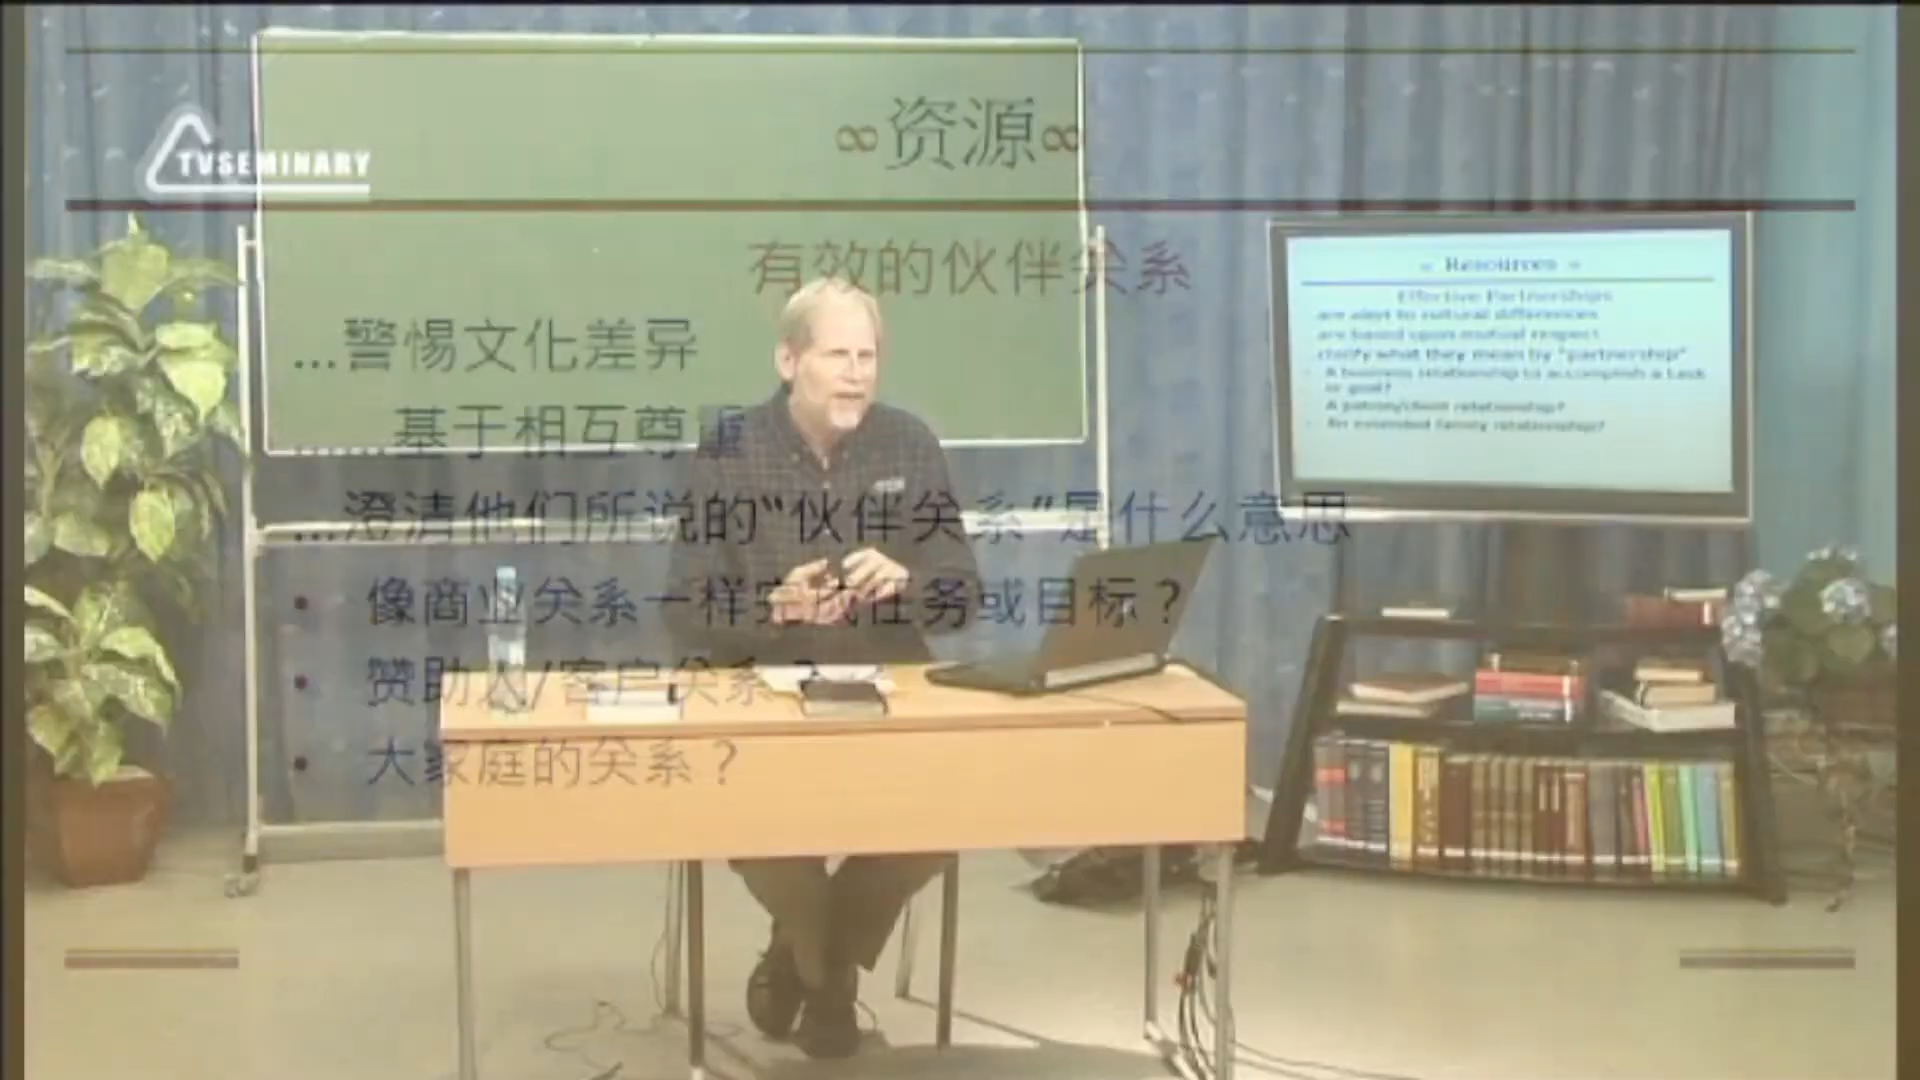 TVSEMINARY
∞资源∞
有效的伙伴关系
...警惕文化差异
......基于相互尊重
...澄清他们所说的“伙伴关系”是什么意思
• 像商业关系一样完成任务或目标？
• 赞助人/客户关系？
• 大家庭的关系？
~ Resources ~
Effective Partnerships
are alert to cultural differences
are based upon mutual respect
clarify what they mean by "partnership"
- A business relationship to accomplish a task
or goal?
- A patron/client relationship?
- An extended family relationship?